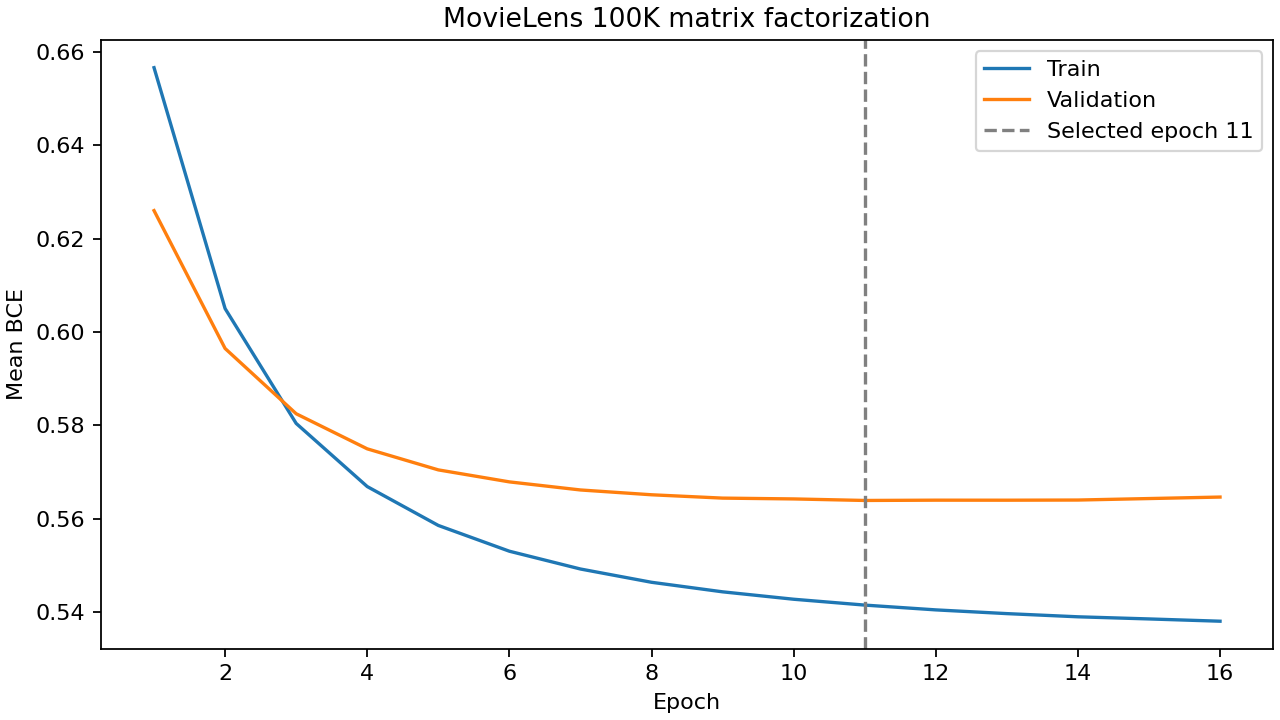 MovieLens 100K matrix factorization
Train
Validation
Selected epoch 11
Mean BCE
0.66
0.64
0.62
0.60
0.58
0.56
0.54
2 4 6 8 10 12 14 16
Epoch